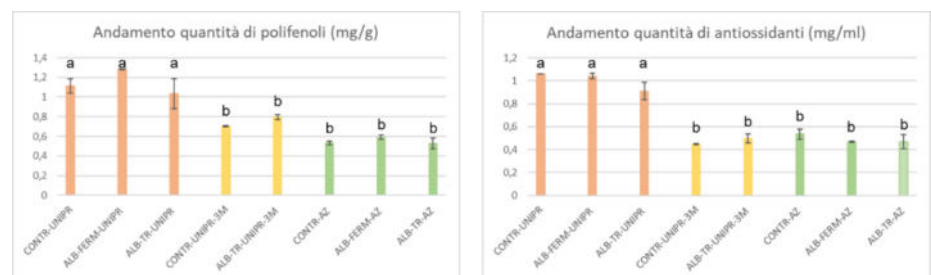 Andamento quantità di polifenoli (mg/g)
1,4
1,2
1
0,8
0,6
0,4
0,2
0
a a a b b b b b
CONTR-UNIPR
ALB-FERM-UNIPR
ALB-TR-UNIPR
CONTR-UNIPR-3M
ALB-TR-UNIPR-3M
CONTR-AZ
ALB-FERM-AZ
ALB-TR-AZ
Andamento quantità di antiossidanti (mg/ml)
1,2
1
0,8
0,6
0,4
0,2
0
a a a b b b b b
CONTR-UNIPR
ALB-FERM-UNIPR
ALB-TR-UNIPR
CONTR-UNIPR-3M
ALB-TR-UNIPR-3M
CONTR-AZ
ALB-FERM-AZ
ALB-TR-AZ